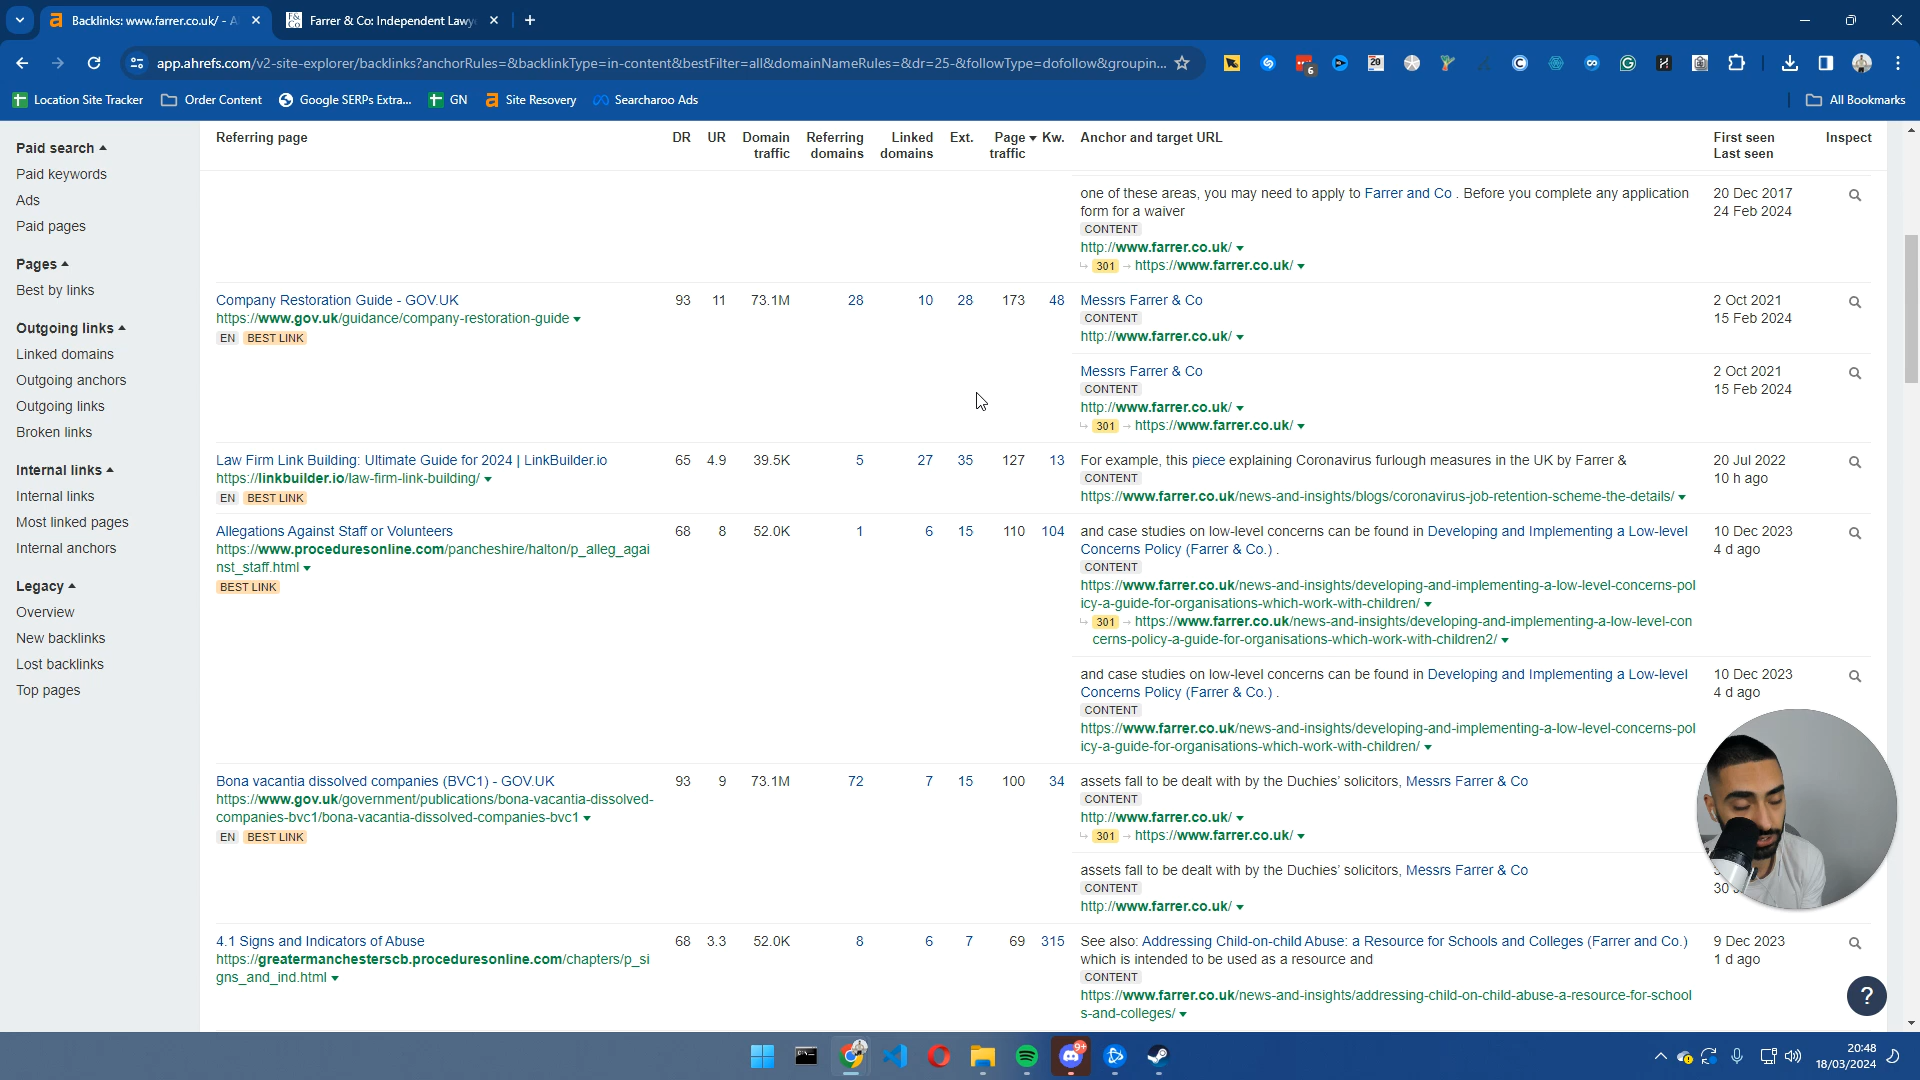 Backlinks: www.farrer.co.uk/ - A
Farrer & Co: Independent Lawy
app.ahrefs.com/v2-site-explorer/backlinks?anchorRules=&backlinkType=in-content&bestFilter=all&domainNameRules=&dr=25-&followType=dofollow&groupin...
Location Site Tracker
Order Content
Google SERPs Extra...
GN
Site Recovery
Searcharoo Ads
All Bookmarks
Paid search
Paid keywords
Ads
Paid pages
Pages
Best by links
Outgoing links
Linked domains
Outgoing anchors
Outgoing links
Broken links
Internal links
Internal links
Most linked pages
Internal anchors
Legacy
Overview
New backlinks
Lost backlinks
Top pages
Referring page DR UR Domain traffic Referring domains Linked domains Ext. Page traffic Kw. Anchor and target URL First seen Last seen Inspect
one of these areas, you may need to apply to Farrer and Co . Before you complete any application 20 Dec 2017
form for a waiver 24 Feb 2024
CONTENT
http://www.farrer.co.uk/
301 https://www.farrer.co.uk/
Company Restoration Guide - GOV.UK 93 11 73.1M 28 10 28 173 48 Messrs Farrer & Co 2 Oct 2021
https://www.gov.uk/guidance/company-restoration-guide CONTENT 15 Feb 2024
EN BEST LINK http://www.farrer.co.uk/
Messrs Farrer & Co 2 Oct 2021
CONTENT 15 Feb 2024
http://www.farrer.co.uk/
301 https://www.farrer.co.uk/
Law Firm Link Building: Ultimate Guide for 2024 | LinkBuilder.io 65 4.9 39.5K 5 27 35 127 13 For example, this piece explaining Coronavirus furlough measures in the UK by Farrer & 20 Jul 2022
https://linkbuilder.io/law-firm-link-building/ CONTENT 10 h ago
EN BEST LINK https://www.farrer.co.uk/news-and-insights/blogs/coronavirus-job-retention-scheme-the-details/
Allegations Against Staff or Volunteers 68 8 52.0K 1 6 15 110 104 and case studies on low-level concerns can be found in Developing and Implementing a Low-level 10 Dec 2023
https://www.proceduresonline.com/pancheshire/halton/p_alleg_agai Concerns Policy (Farrer & Co.) . 4 d ago
nst_staff.html CONTENT
BEST LINK https://www.farrer.co.uk/news-and-insights/developing-and-implementing-a-low-level-concerns-pol
icy-a-guide-for-organisations-which-work-with-children/
301 https://www.farrer.co.uk/news-and-insights/developing-and-implementing-a-low-level-con
cerns-policy-a-guide-for-organisations-which-work-with-children2/
and case studies on low-level concerns can be found in Developing and Implementing a Low-level 10 Dec 2023
Concerns Policy (Farrer & Co.) . 4 d ago
CONTENT
https://www.farrer.co.uk/news-and-insights/developing-and-implementing-a-low-level-concerns-pol
icy-a-guide-for-organisations-which-work-with-children/
Bona vacantia dissolved companies (BVC1) - GOV.UK 93 9 73.1M 72 7 15 100 34 assets fall to be dealt with by the Duchies' solicitors, Messrs Farrer & Co
https://www.gov.uk/government/publications/bona-vacantia-dissolved- CONTENT
companies-bvc1/bona-vacantia-dissolved-companies-bvc1 http://www.farrer.co.uk/
EN BEST LINK 301 https://www.farrer.co.uk/
assets fall to be dealt with by the Duchies' solicitors, Messrs Farrer & Co
CONTENT 30
http://www.farrer.co.uk/
4.1 Signs and Indicators of Abuse 68 3.3 52.0K 8 6 7 69 315 See also: Addressing Child-on-child Abuse: a Resource for Schools and Colleges (Farrer and Co.) 9 Dec 2023
https://greatermanchesterscb.proceduresonline.com/chapters/p_si which is intended to be used as a resource and 1 d ago
gns_and_ind.html CONTENT
https://www.farrer.co.uk/news-and-insights/addressing-child-on-child-abuse-a-resource-for-school
s-and-colleges/
?
20:48
18/03/2024